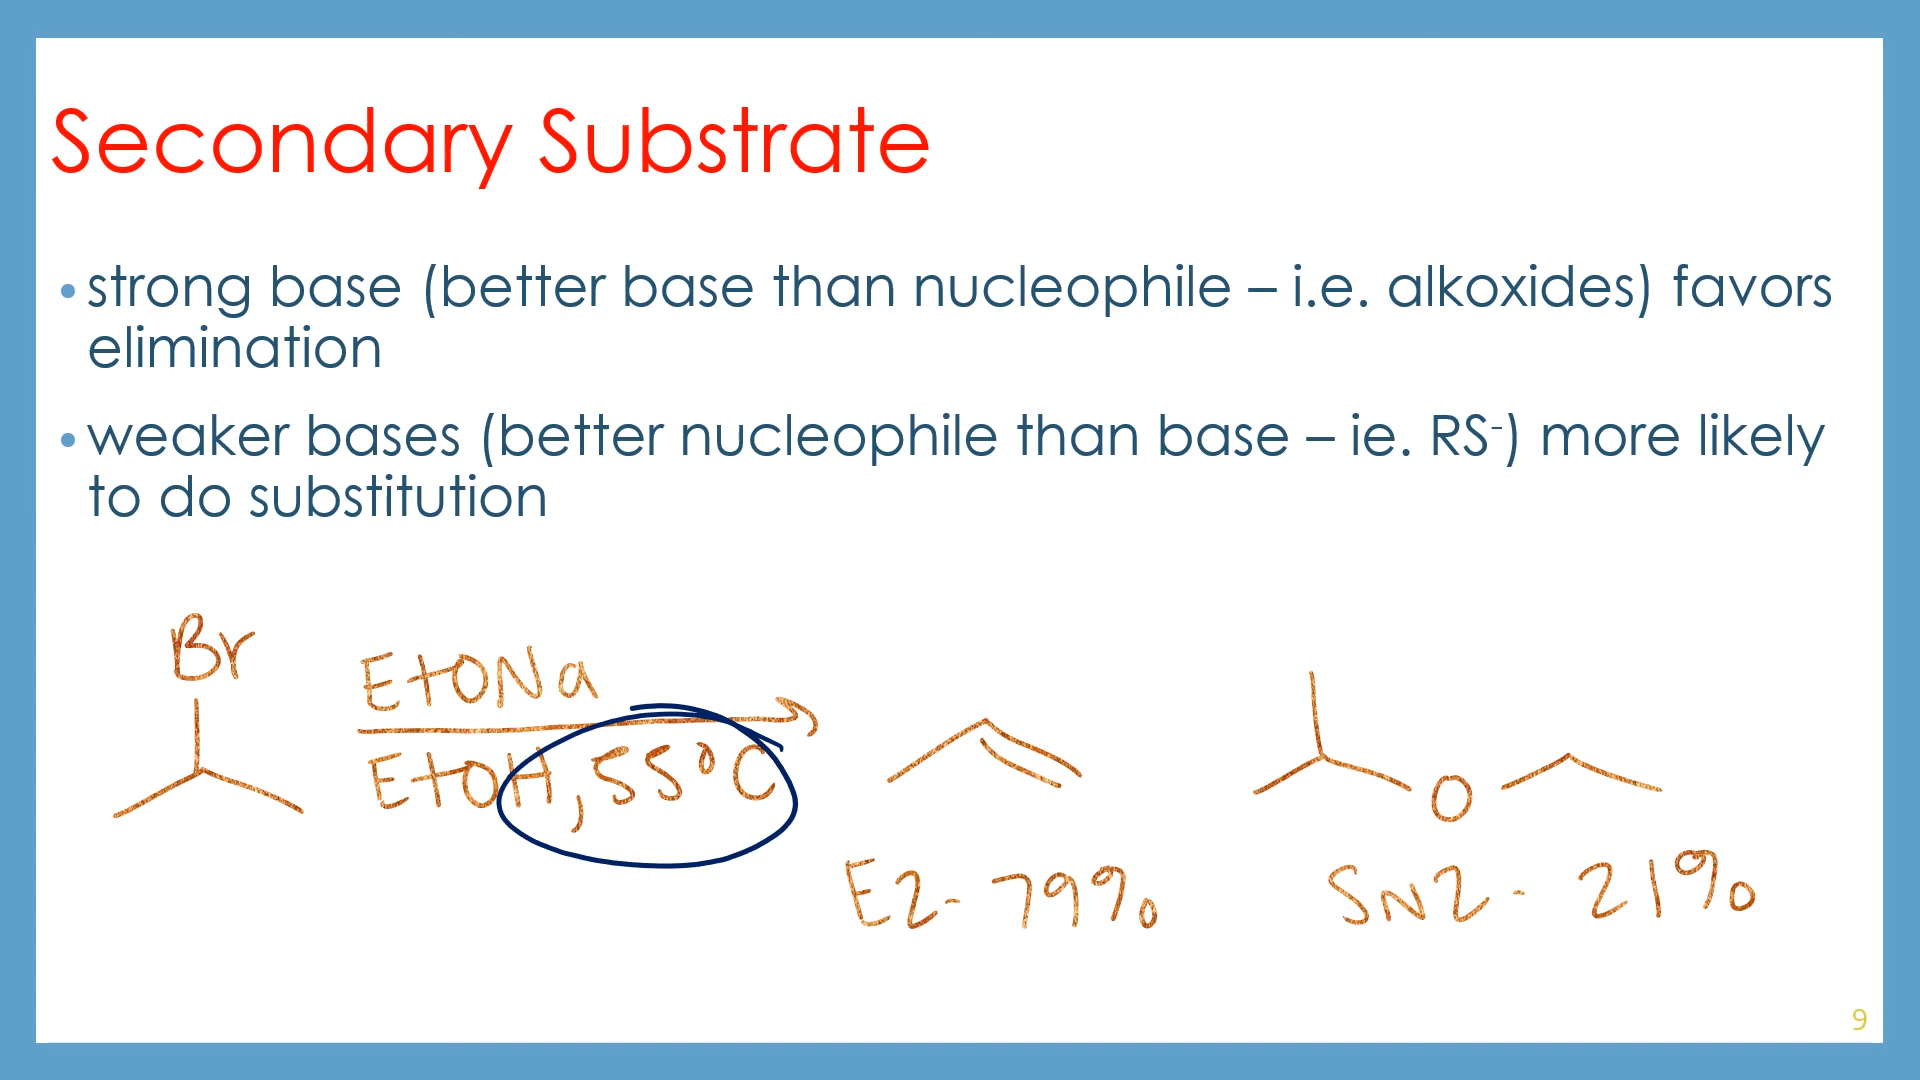 Secondary Substrate
• strong base (better base than nucleophile – i.e. alkoxides) favors
elimination
• weaker bases (better nucleophile than base – ie. RS⁻) more likely
to do substitution
Br
EtONa
EtOH, 55°C
O
E2 - 79%
SN2 - 21%
9